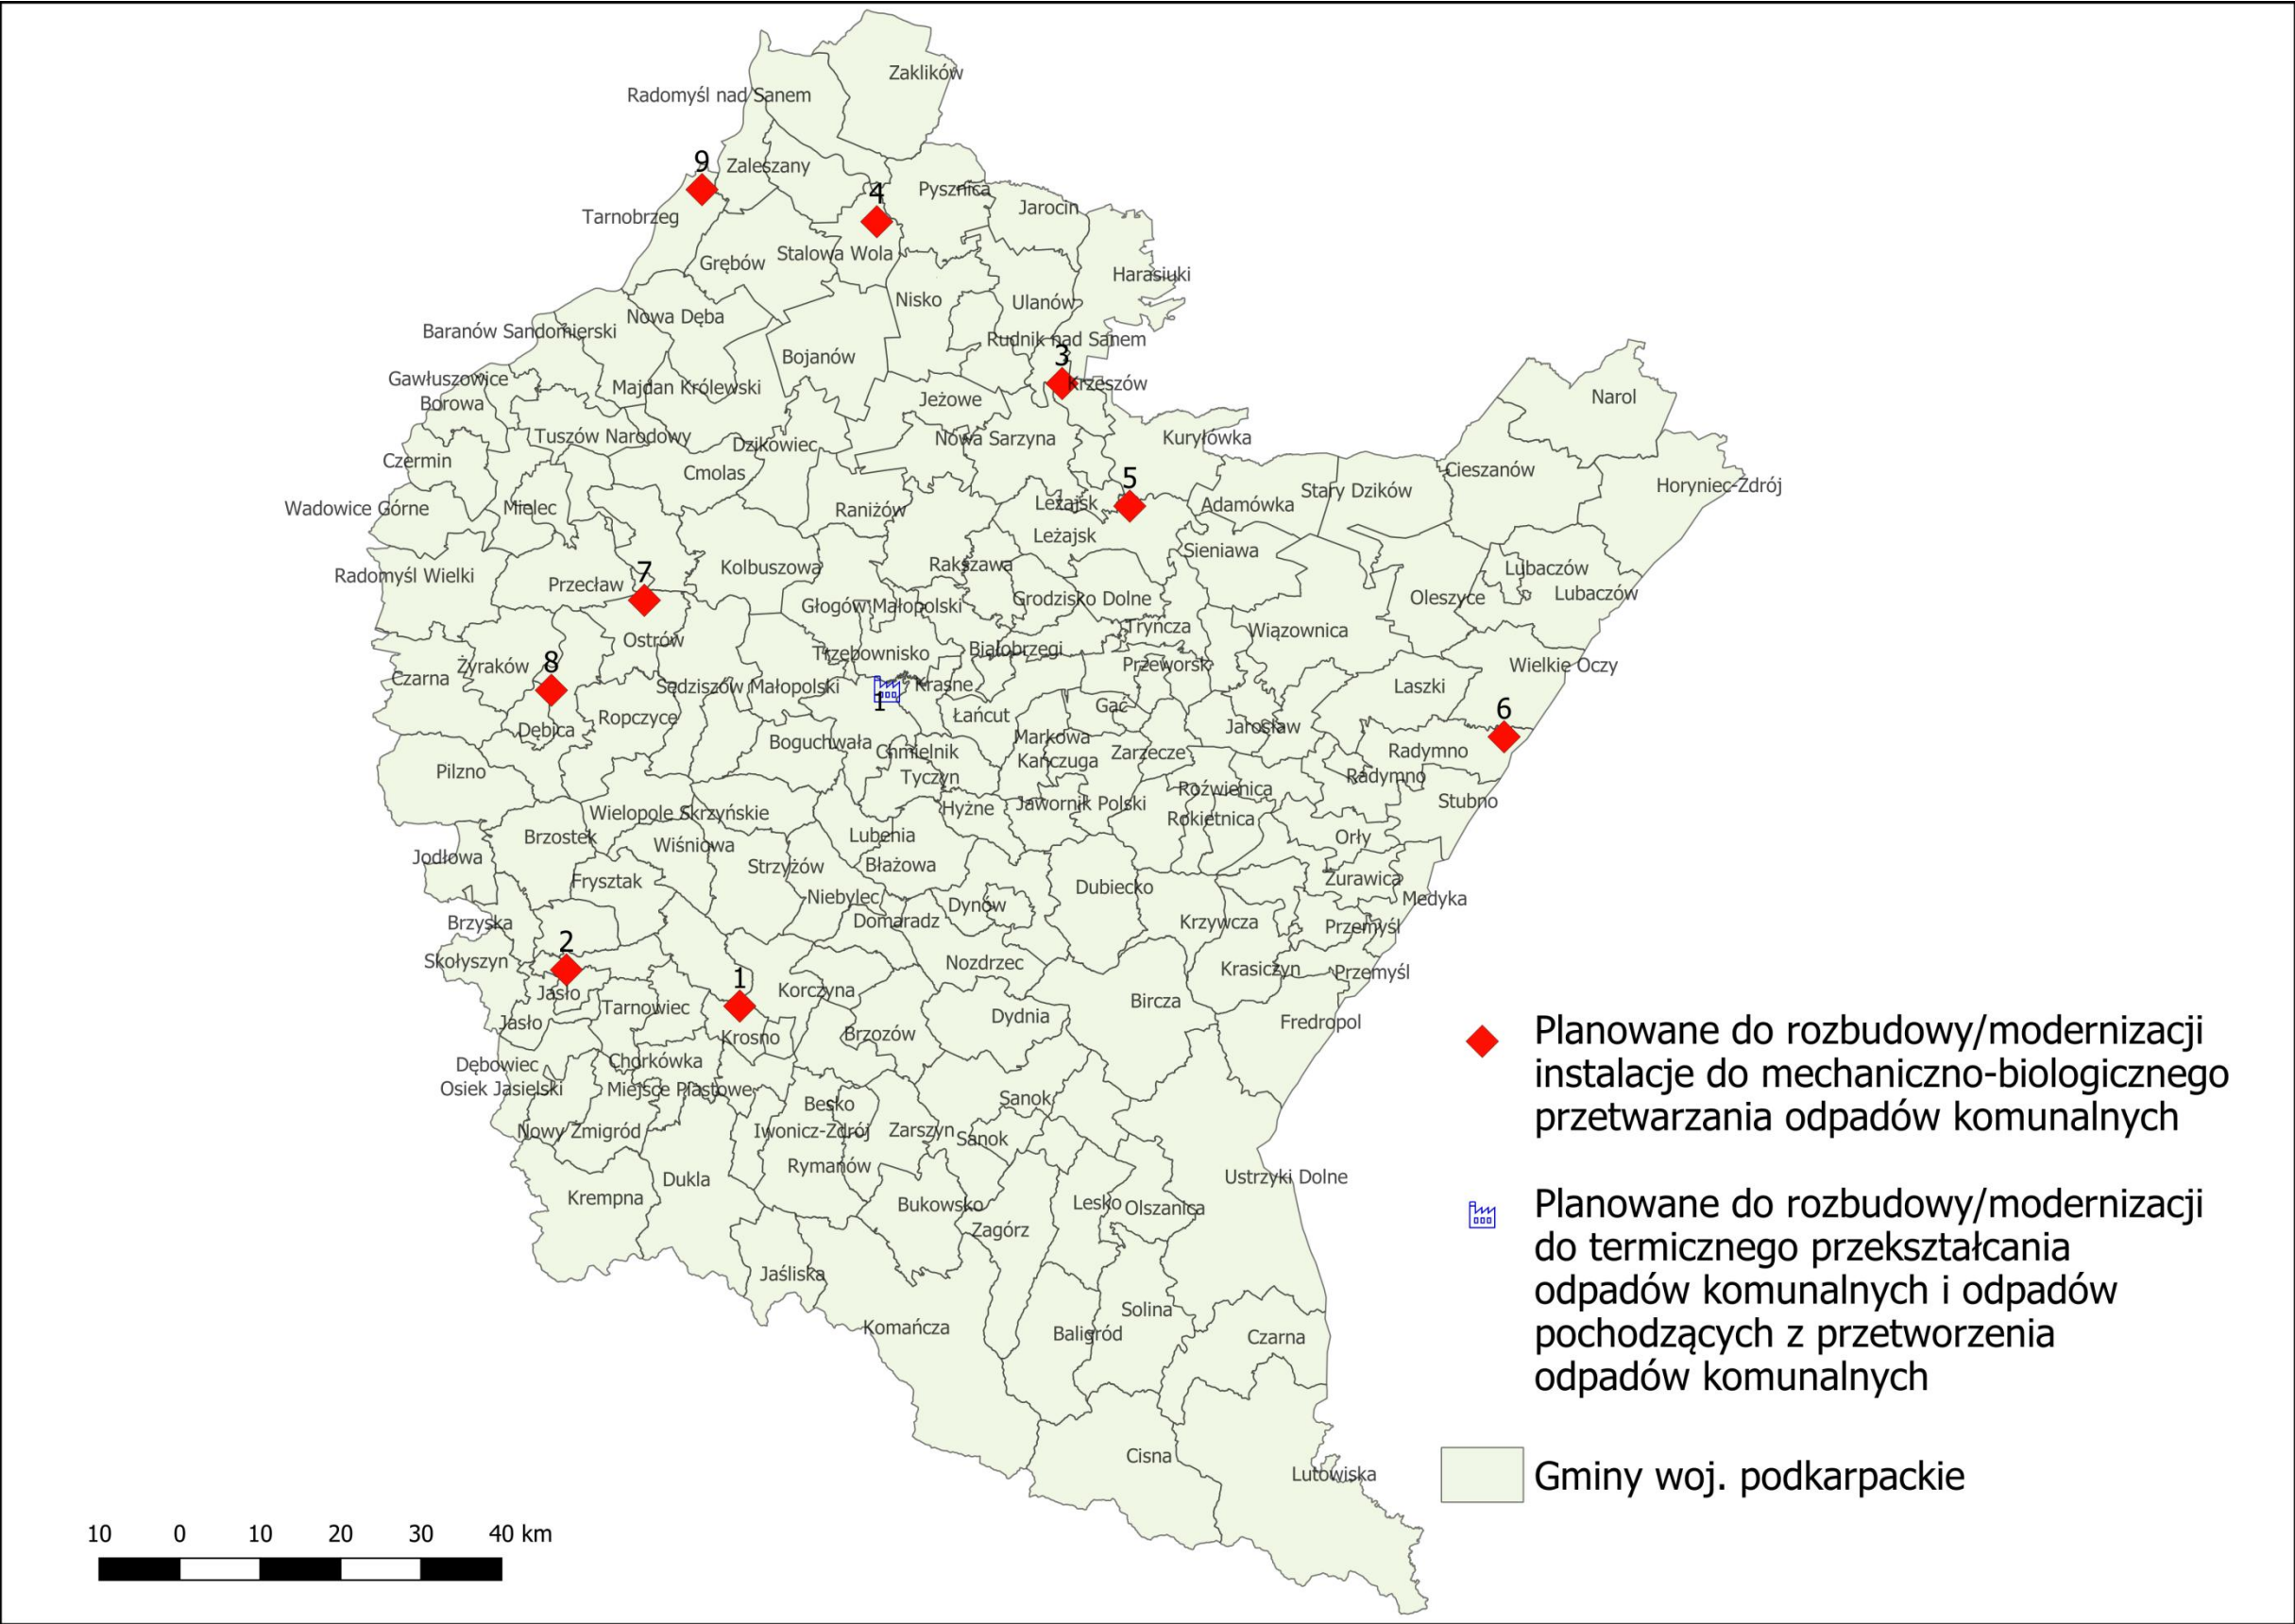 Zaklików
Radomyśl nad Sanem
9
Zaleszany
4
Pysznica
Jarocin
Tarnobrzeg
Stalowa Wola
Grębów
Harasiuki
Nisko
Ulanów
Nowa Dęba
Baranów Sandomierski
Rudnik nad Sanem
3
Bojanów
Gawłuszowice
Majdan Królewski
Krzeszów
Narol
Borowa
Jeżowe
Tuszów Narodowy
Dzikowiec
Nowa Sarzyna
Kuryłówka
Czermin
Cmolas
5
Cieszanów
Horyniec-Zdrój
Wadowice Górne
Mielec
Raniżów
Leżajsk
Adamówka
Stary Dzików
Leżajsk
Sieniawa
Radomyśl Wielki
Przecław
7
Kolbuszowa
Rakszawa
Lubaczów
Lubaczów
Głogów Małopolski
Grodzisko Dolne
Oleszyce
Ostrów
Tryńcza
Wiązownica
Trzebownisko
Białobrzegi
Żyraków
8
Przeworsk
Wielkie Oczy
Czarna
Sędziszów Małopolski
1
Krasne
Laszki
Łańcut
Gać
6
Dębica
Ropczyce
Jarosław
Boguchwała
Chmielnik
Markowa
Zarzecze
Radymno
Pilzno
Tyczyn
Kańczuga
Radymno
Hyżne
Jawornik Polski
Roźwienica
Stubno
Wielopole Skrzyńskie
Rokietnica
Brzostek
Wiśniowa
Lubenia
Orły
Jodłowa
Strzyżów
Błażowa
Frysztak
Dubiecko
Żurawica
Niebylec
Dynów
Medyka
Brzyska
Domaradz
Krzywcza
Przemyśl
2
Skołyszyn
Nozdrzec
Krasiczyn
Przemyśl
Jasło
1
Korczyna
Tarnowiec
Bircza
Jasło
Krosno
Brzozów
Dydnia
Fredropol
Dębowiec
Chorkówka
Osiek Jasielski
Miejsce Piastowe
Besko
Sanok
Nowy Żmigród
Iwonicz-Zdrój
Zarszyn
Sanok
Rymanów
Dukla
Ustrzyki Dolne
Krempna
Bukowsko
Lesko
Olszanica
Zagórz
Jaśliska
Solina
Komańcza
Baligród
Czarna
Cisna
Lutowiska
Planowane do rozbudowy/modernizacji
instalacje do mechaniczno-biologicznego
przetwarzania odpadów komunalnych
Planowane do rozbudowy/modernizacji
do termicznego przekształcania
odpadów komunalnych i odpadów
pochodzących z przetworzenia
odpadów komunalnych
Gminy woj. podkarpackie
10 0 10 20 30 40 km